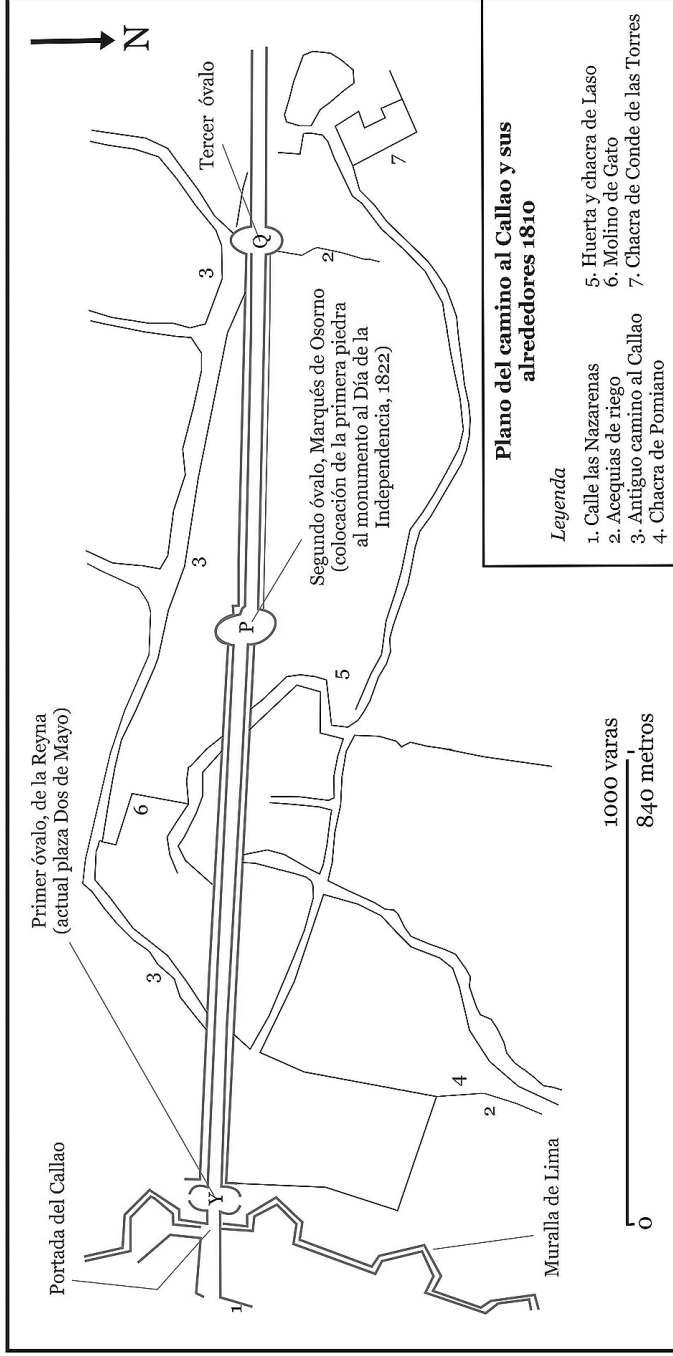 N
Portada del Callao
Primer óvalo, de la Reyna
(actual plaza Dos de Mayo)
Tercer óvalo
Segundo óvalo, Marqués de Osorno
(colocación de la primera piedra
al monumento al Día de la
Independencia, 1822)
Muralla de Lima
1
Y
3
6
4
2
5
P
3
3
Q
2
7
0
1000 varas
840 metros
Plano del camino al Callao y sus
alrededores 1810
Leyenda
1. Calle las Nazarenas
2. Acequias de riego
3. Antiguo camino al Callao
4. Chacra de Pomiano
5. Huerta y chacra de Laso
6. Molino de Gato
7. Chacra de Conde de las Torres